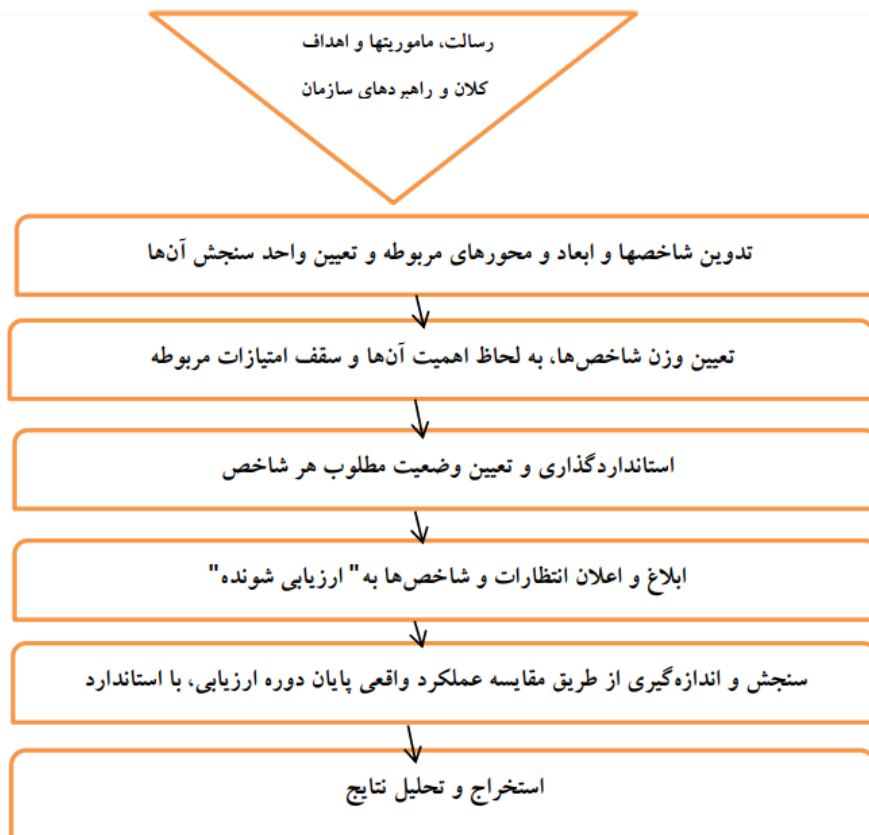 رسالت، ماموریتها و اهداف
کلان و راهبردهای سازمان
تدوین شاخصها و ابعاد و محورهای مربوطه و تعیین واحد سنجش آن‌ها
تعیین وزن شاخص‌ها، به لحاظ اهمیت آن‌ها و سقف امتیازات مربوطه
استانداردگذاری و تعیین وضعیت مطلوب هر شاخص
ابلاغ و اعلان انتظارات و شاخص‌ها به" ارزیابی شونده"
سنجش و اندازه‌گیری از طریق مقایسه عملکرد واقعی پایان دوره ارزیابی، با استاندارد
استخراج و تحلیل نتایج